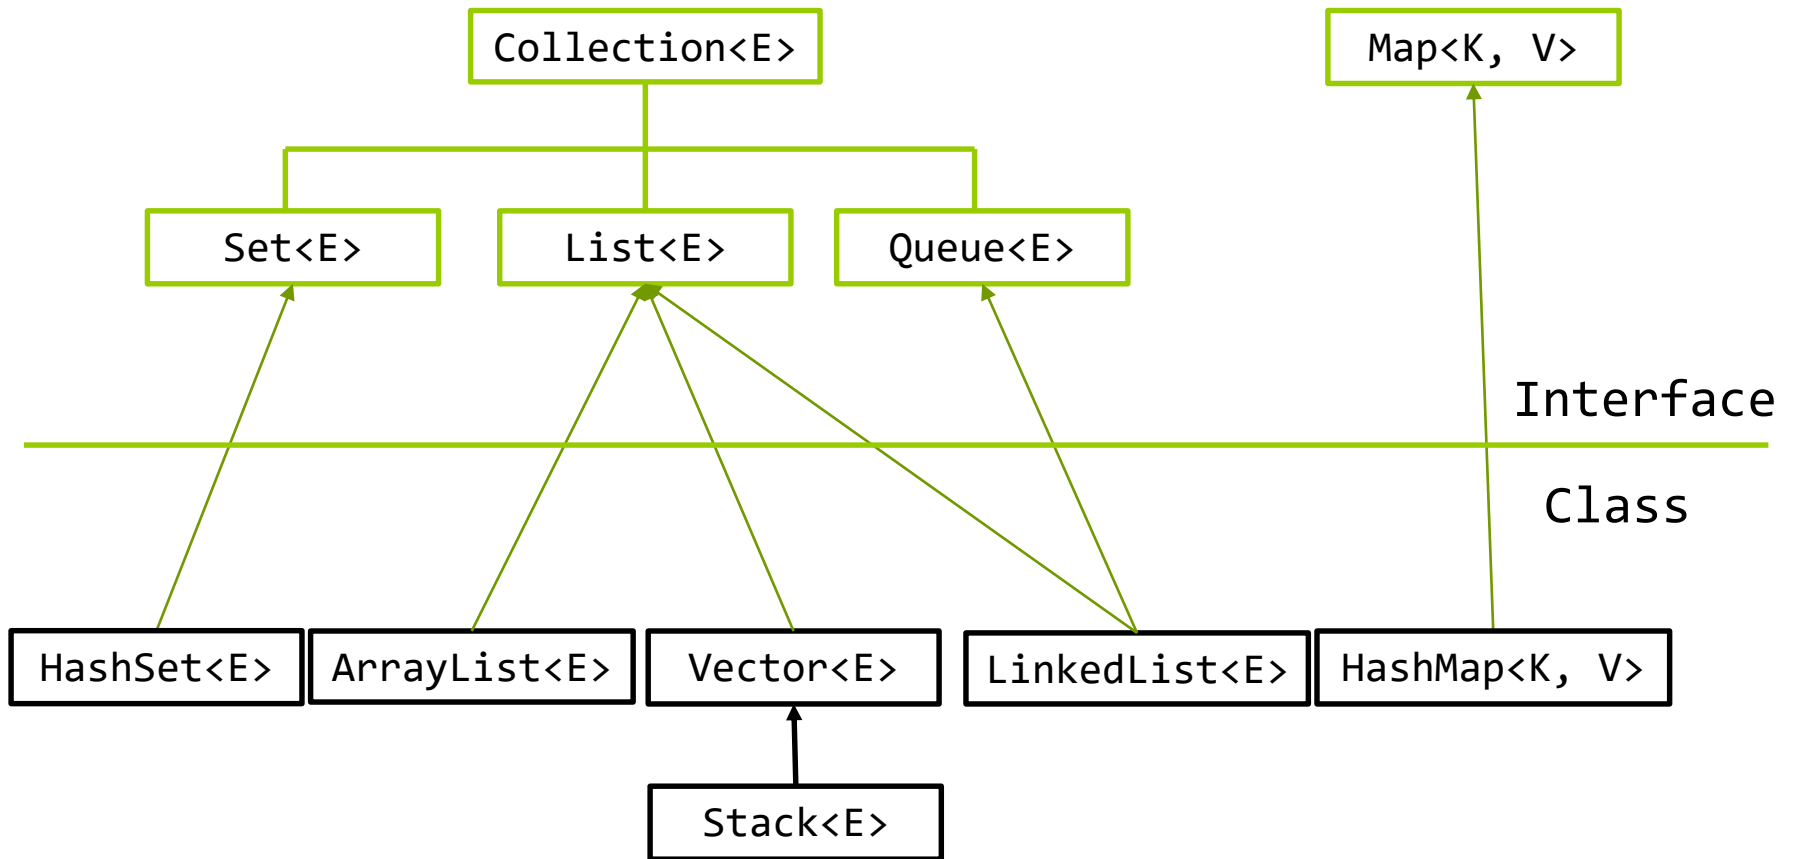 Collection<E>
Map<K, V>
Set<E>
List<E>
Queue<E>
Interface
Class
HashSet<E>
ArrayList<E>
Vector<E>
LinkedList<E>
HashMap<K, V>
Stack<E>